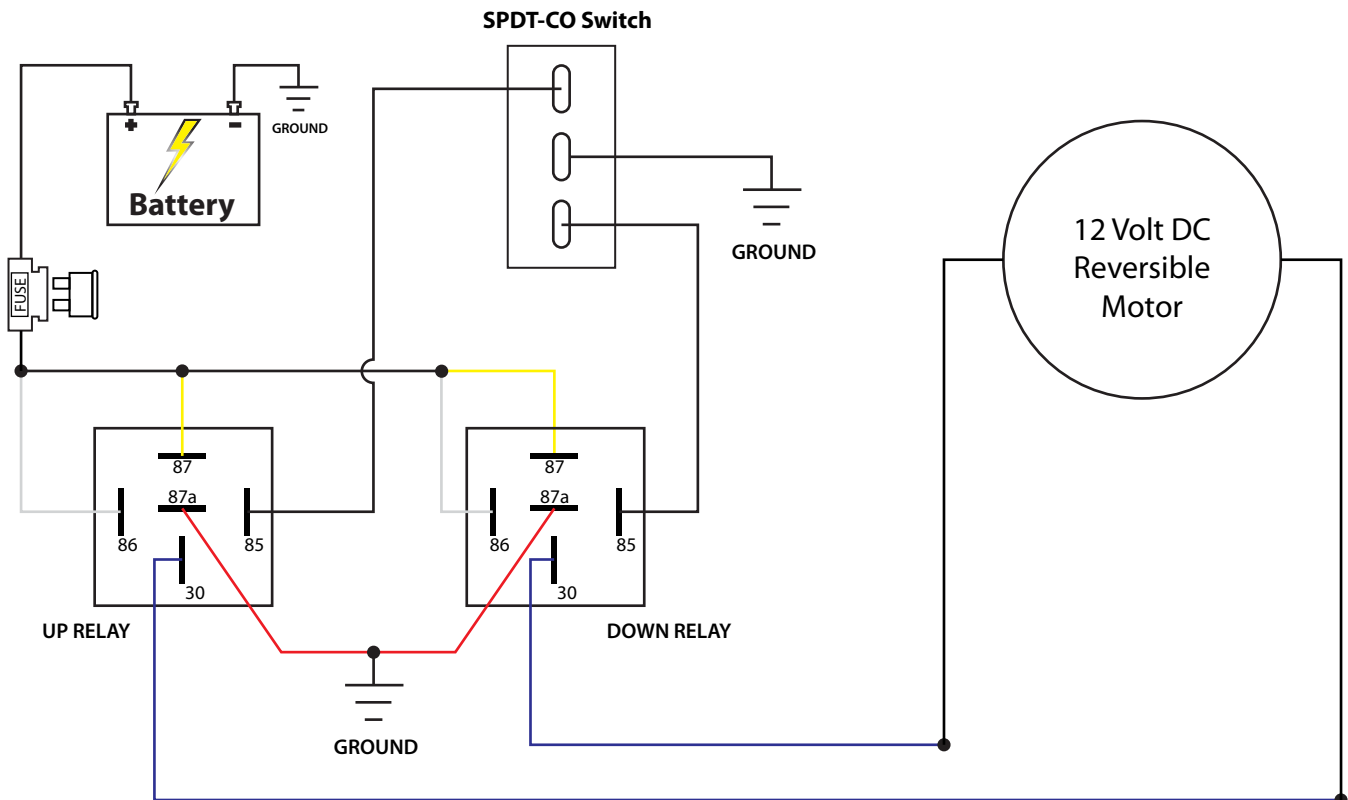 SPDT-CO Switch
GROUND
+ -
Battery
GROUND
12 Volt DC
Reversible
Motor
FUSE
87
87a
86
85
30
UP RELAY
87
87a
86
85
30
DOWN RELAY
GROUND